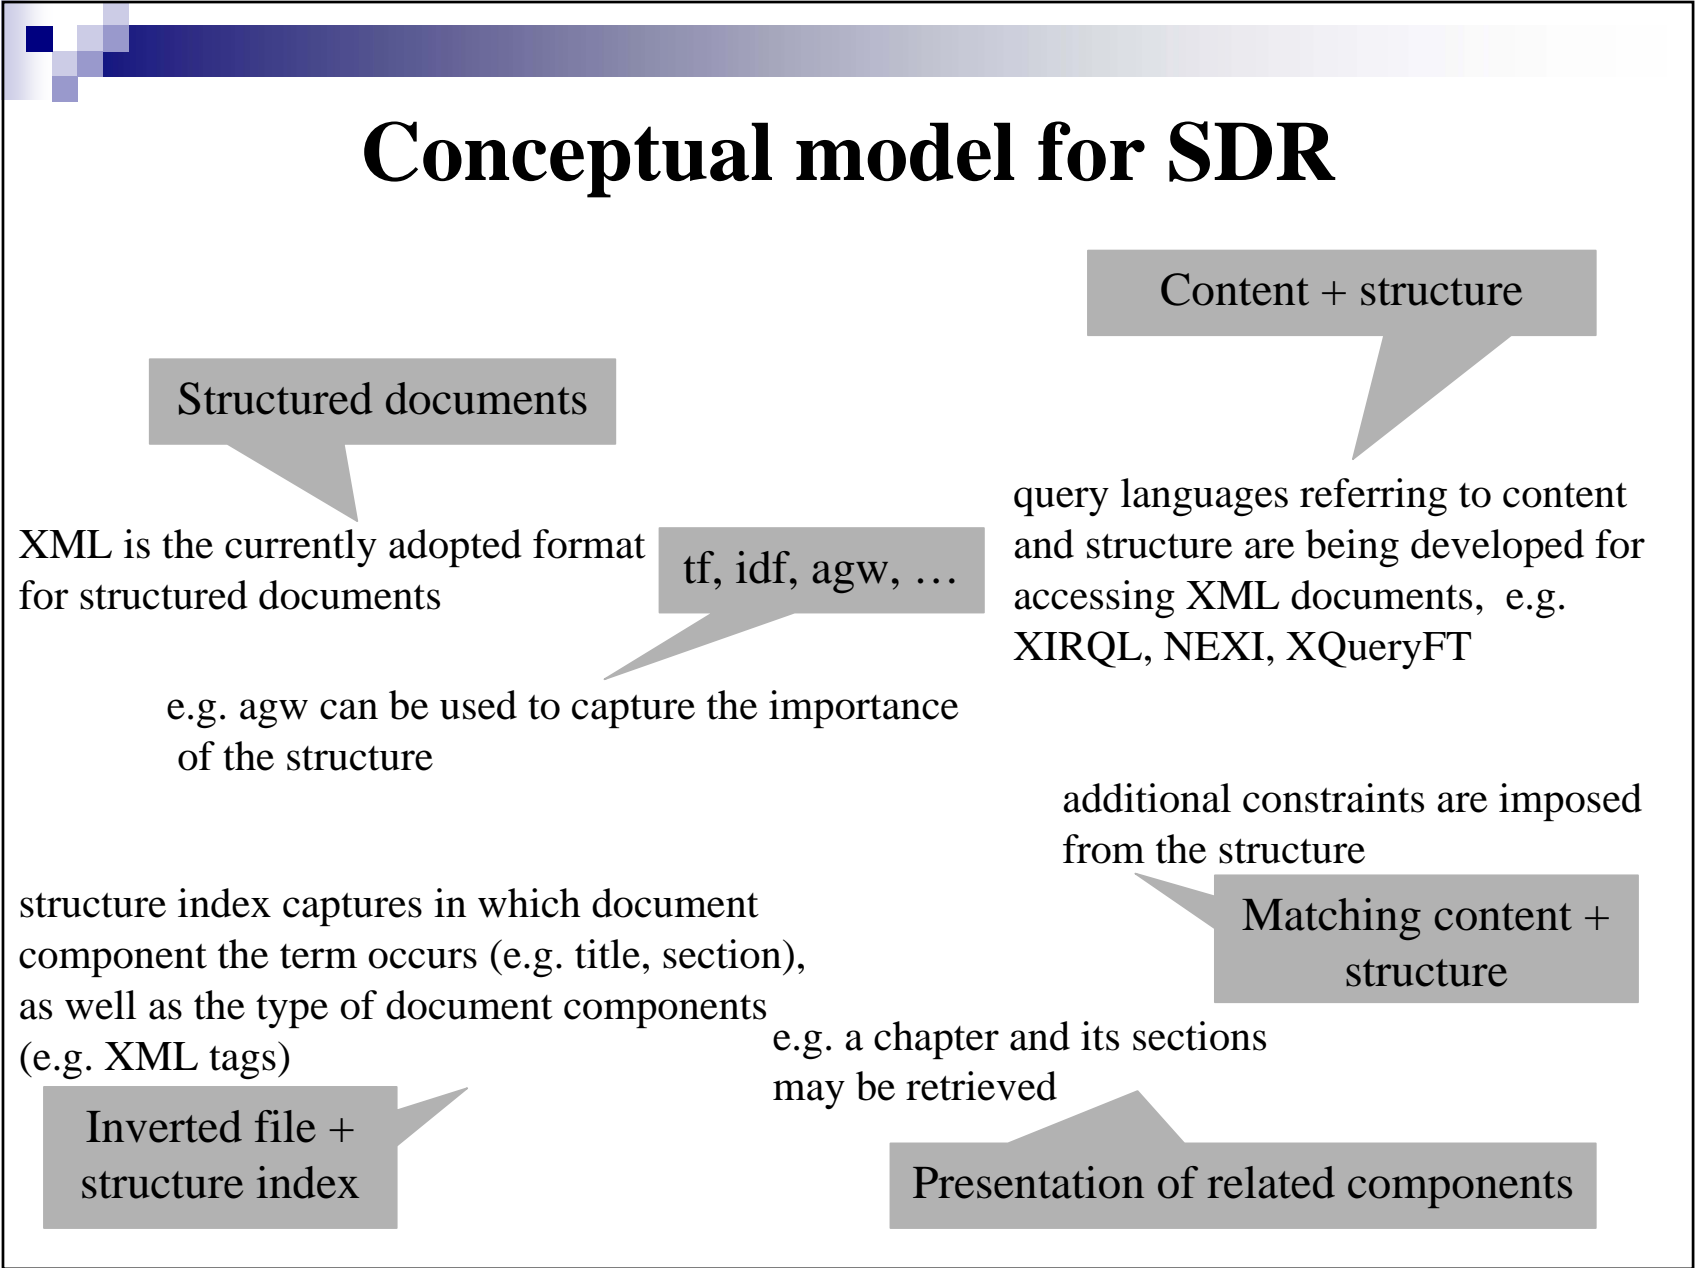 Conceptual model for SDR
Content + structure
Structured documents
query languages referring to content
and structure are being developed for
accessing XML documents,  e.g.
XIRQL, NEXI, XQueryFT
XML is the currently adopted format
for structured documents
tf, idf, agw, …
e.g. agw can be used to capture the importance
of the structure
additional constraints are imposed
from the structure
Matching content +
structure
structure index captures in which document
component the term occurs (e.g. title, section),
as well as the type of document components
(e.g. XML tags)
Inverted file +
structure index
e.g. a chapter and its sections
may be retrieved
Presentation of related components